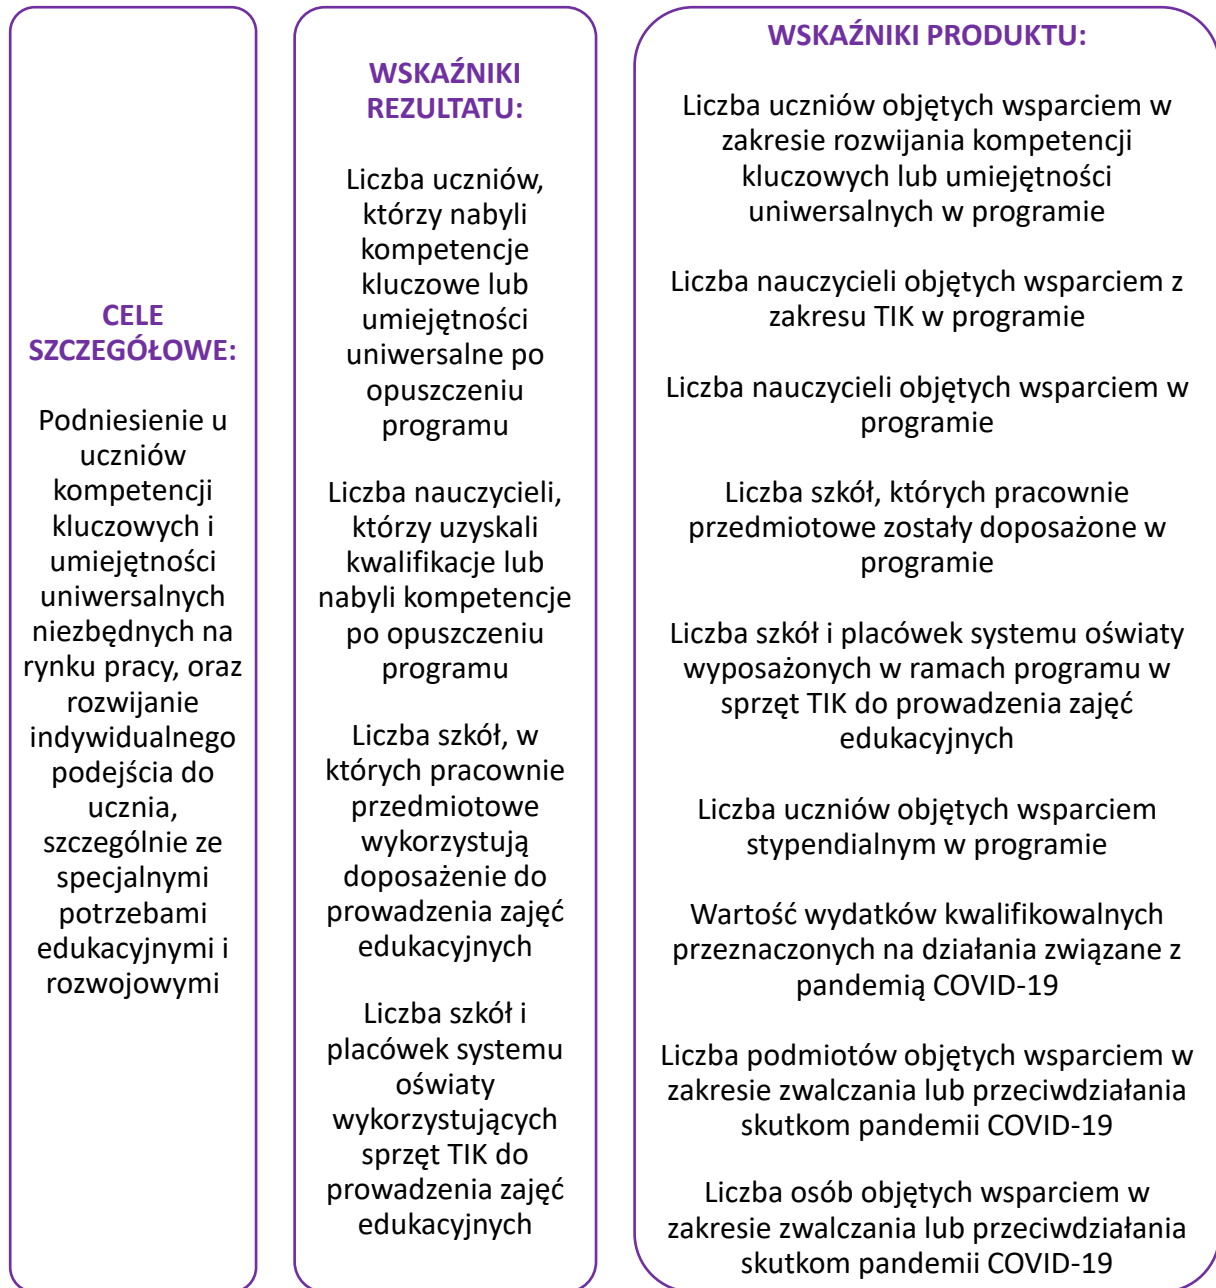 CELE
SZCZEGÓŁOWE:
Podniesienie u
uczniów
kompetencji
kluczowych i
umiejętności
uniwersalnych
niezbędnych na
rynku pracy, oraz
rozwijanie
indywidualnego
podejścia do
ucznia,
szczególnie ze
specjalnymi
potrzebami
edukacyjnymi i
rozwojowymi
WSKAŹNIKI
REZULTATU:
Liczba uczniów,
którzy nabyli
kompetencje
kluczowe lub
umiejętności
uniwersalne po
opuszczeniu
programu
Liczba nauczycieli,
którzy uzyskali
kwalifikacje lub
nabyli kompetencje
po opuszczeniu
programu
Liczba szkół, w
których pracownie
przedmiotowe
wykorzystują
doposażenie do
prowadzenia zajęć
edukacyjnych
Liczba szkół i
placówek systemu
oświaty
wykorzystujących
sprzęt TIK do
prowadzenia zajęć
edukacyjnych
WSKAŹNIKI PRODUKTU:
Liczba uczniów objętych wsparciem w
zakresie rozwijania kompetencji
kluczowych lub umiejętności
uniwersalnych w programie
Liczba nauczycieli objętych wsparciem z
zakresu TIK w programie
Liczba nauczycieli objętych wsparciem w
programie
Liczba szkół, których pracownie
przedmiotowe zostały doposażone w
programie
Liczba szkół i placówek systemu oświaty
wyposażonych w ramach programu w
sprzęt TIK do prowadzenia zajęć
edukacyjnych
Liczba uczniów objętych wsparciem
stypendialnym w programie
Wartość wydatków kwalifikowalnych
przeznaczonych na działania związane z
pandemią COVID-19
Liczba podmiotów objętych wsparciem w
zakresie zwalczania lub przeciwdziałania
skutkom pandemii COVID-19
Liczba osób objętych wsparciem w
zakresie zwalczania lub przeciwdziałania
skutkom pandemii COVID-19